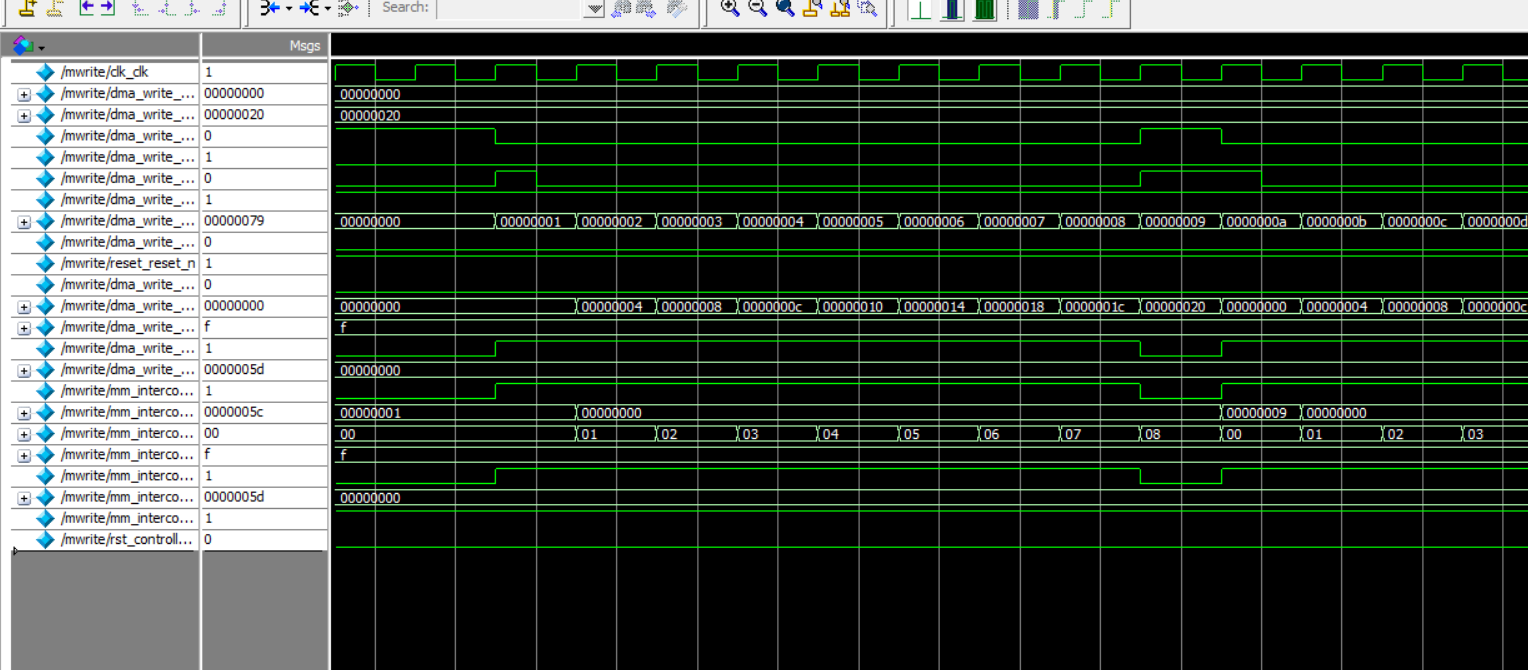 Search:
Msgs
/mwrite/clk_clk 1
/mwrite/dma_write_... 00000000 00000000
/mwrite/dma_write_... 00000020 00000020
/mwrite/dma_write_... 0
/mwrite/dma_write_... 1
/mwrite/dma_write_... 0
/mwrite/dma_write_... 1
/mwrite/dma_write_... 00000079 00000000 00000001 00000002 00000003 00000004 00000005 00000006 00000007 00000008 00000009 0000000a 0000000b 0000000c 0000000d
/mwrite/dma_write_... 0
/mwrite/reset_reset_n 1
/mwrite/dma_write_... 0
/mwrite/dma_write_... 00000000 00000000 00000004 00000008 0000000c 00000010 00000014 00000018 0000001c 00000020 00000000 00000004 00000008 0000000c
/mwrite/dma_write_... f f
/mwrite/dma_write_... 1
/mwrite/dma_write_... 0000005d 00000000
/mwrite/mm_interco... 1
/mwrite/mm_interco... 0000005c 00000001 00000000 00000009 00000000
/mwrite/mm_interco... 00 00 01 02 03 04 05 06 07 08 00 01 02 03
/mwrite/mm_interco... f f
/mwrite/mm_interco... 1
/mwrite/mm_interco... 0000005d 00000000
/mwrite/mm_interco... 1
/mwrite/rst_controll... 0